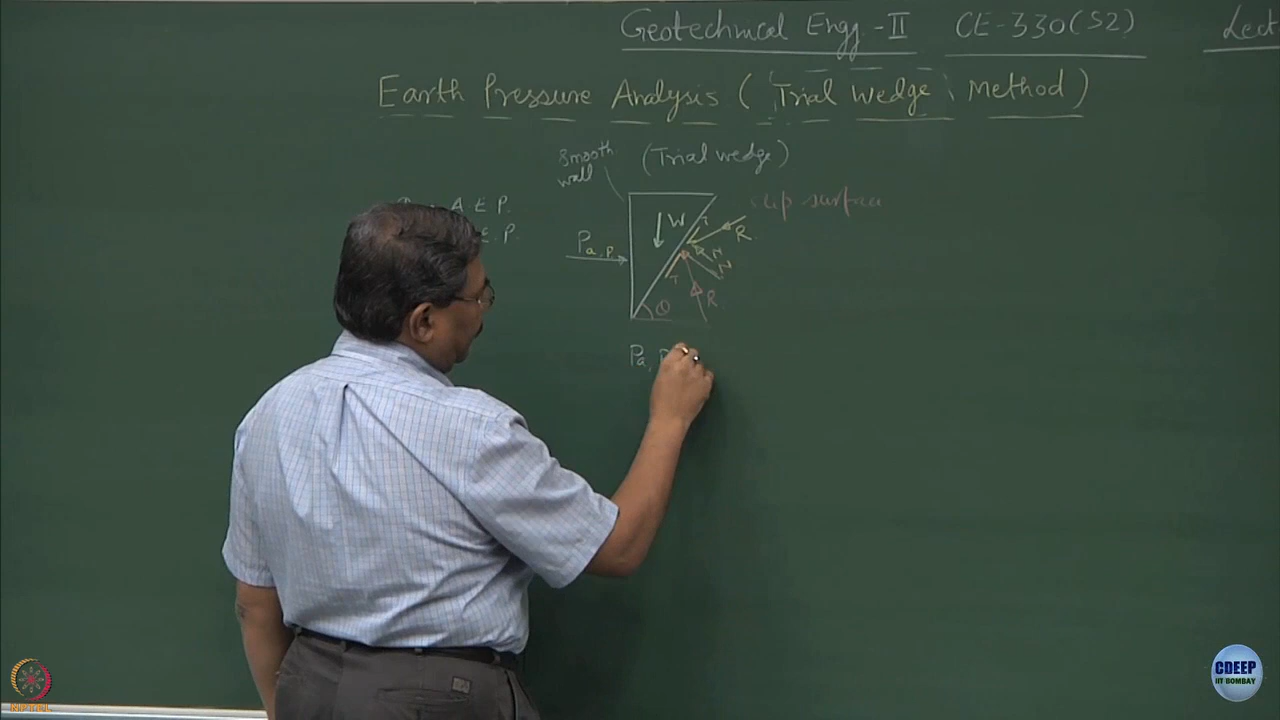 Geotechnical Engg - II CE-330(S2) Lect
Earth Pressure Analysis (Trial Wedge Method)
Smooth
wall
(Trial wedge)
A.E.P.
E.P.
slip surface
W
Pa,p
T
R
N
N
T
R
θ
Pa, P
NPTEL
CDEEP
IIT BOMBAY